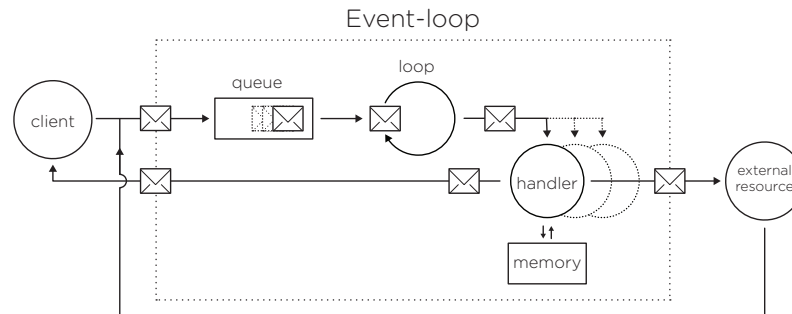 Event-loop
queue
loop
client
handler
external
resource
memory